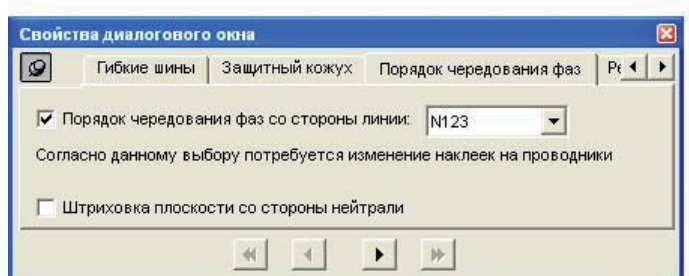 Свойства диалогового окна
Гибкие шины Защитный кожух Порядок чередования фаз
Порядок чередования фаз со стороны линии: N123
Согласно данному выбору потребуется изменение наклеек на проводники
Штриховка плоскости со стороны нейтрали